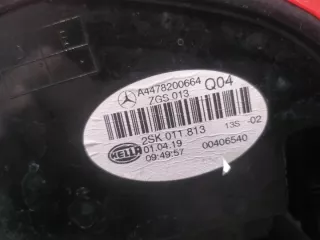 A4478200664 Q04
ZGS 013
2SK 011 813 13S -02
HELLA 01.04.19
09:49:57 00406540